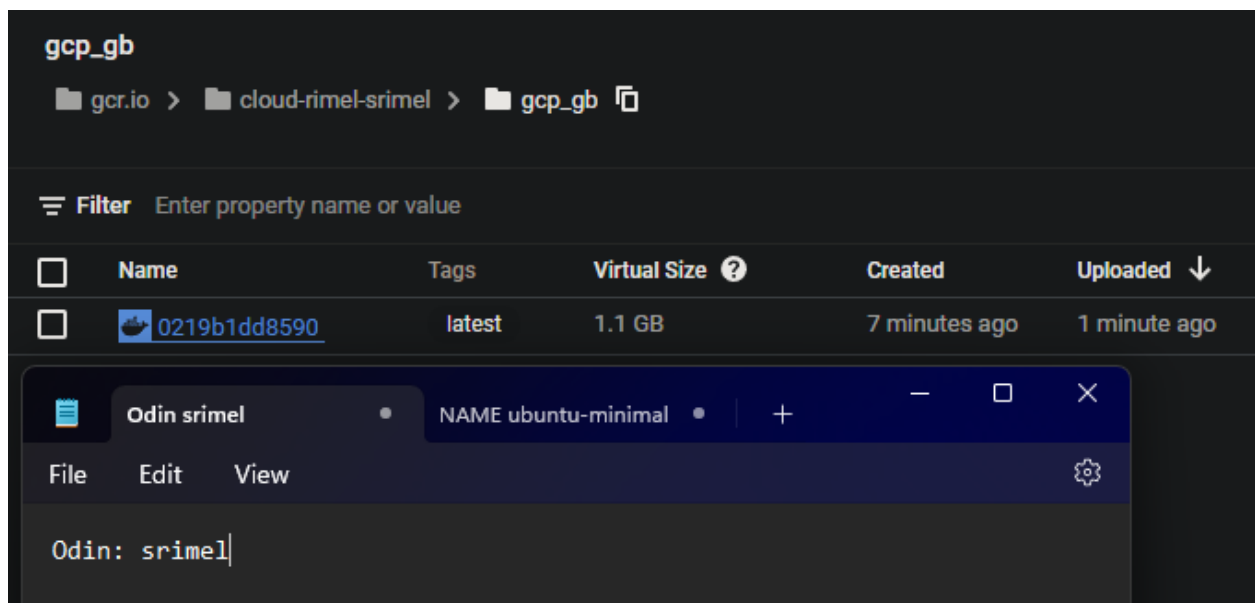 gcp_gb
gcr.io > cloud-rimel-srimel > gcp_gb
Filter Enter property name or value
Name Tags Virtual Size ? Created Uploaded ↓
0219b1dd8590 latest 1.1 GB 7 minutes ago 1 minute ago
Odin srimel NAME ubuntu-minimal +
File Edit View
Odin: srimel